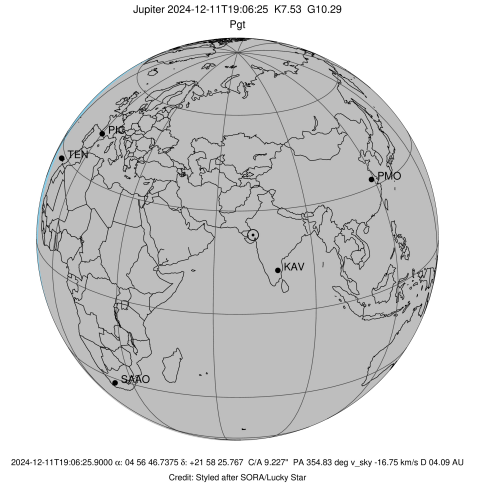 Jupiter 2024-12-11T19:06:25 K7.53 G10.29
Pgt
PIC
TEN
PMO
KAV
SAAO
2024-12-11T19:06:25.9000 α: 04 56 46.7375 δ: +21 58 25.767 C/A 9.227" PA 354.83 deg v_sky -16.75 km/s D 04.09 AU
Credit: Styled after SORA/Lucky Star